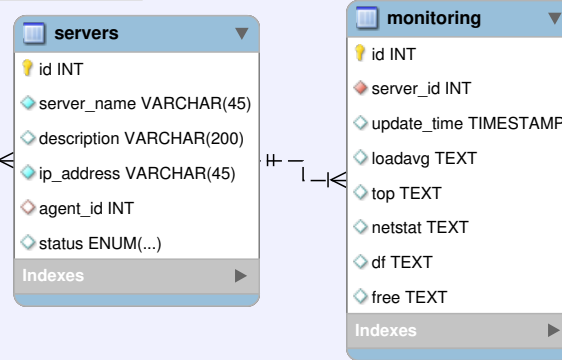 servers
id INT
server_name VARCHAR(45)
description VARCHAR(200)
ip_address VARCHAR(45)
agent_id INT
status ENUM(...)
Indexes
monitoring
id INT
server_id INT
update_time TIMESTAMP
loadavg TEXT
top TEXT
netstat TEXT
df TEXT
free TEXT
Indexes